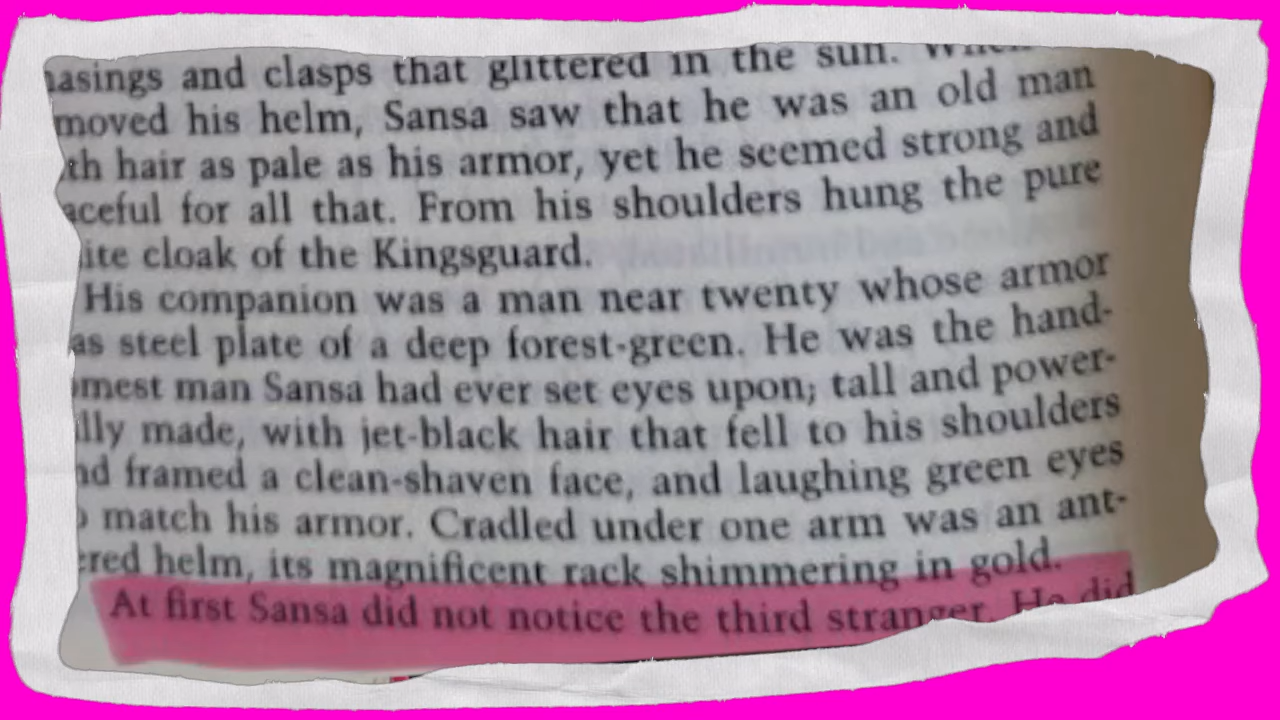 asings and clasps that glittered in the sun.
moved his helm, Sansa saw that he was an old man
th hair as pale as his armor, yet he seemed strong and
aceful for all that. From his shoulders hung the pure
ite cloak of the Kingsguard.
His companion was a man near twenty whose armor
as steel plate of a deep forest-green. He was the hand-
mest man Sansa had ever set eyes upon; tall and power-
lly made, with jet-black hair that fell to his shoulders
nd framed a clean-shaven face, and laughing green eyes
match his armor. Cradled under one arm was an ant-
red helm, its magnificent rack shimmering in gold.
At first Sansa did not notice the third stranger. He did